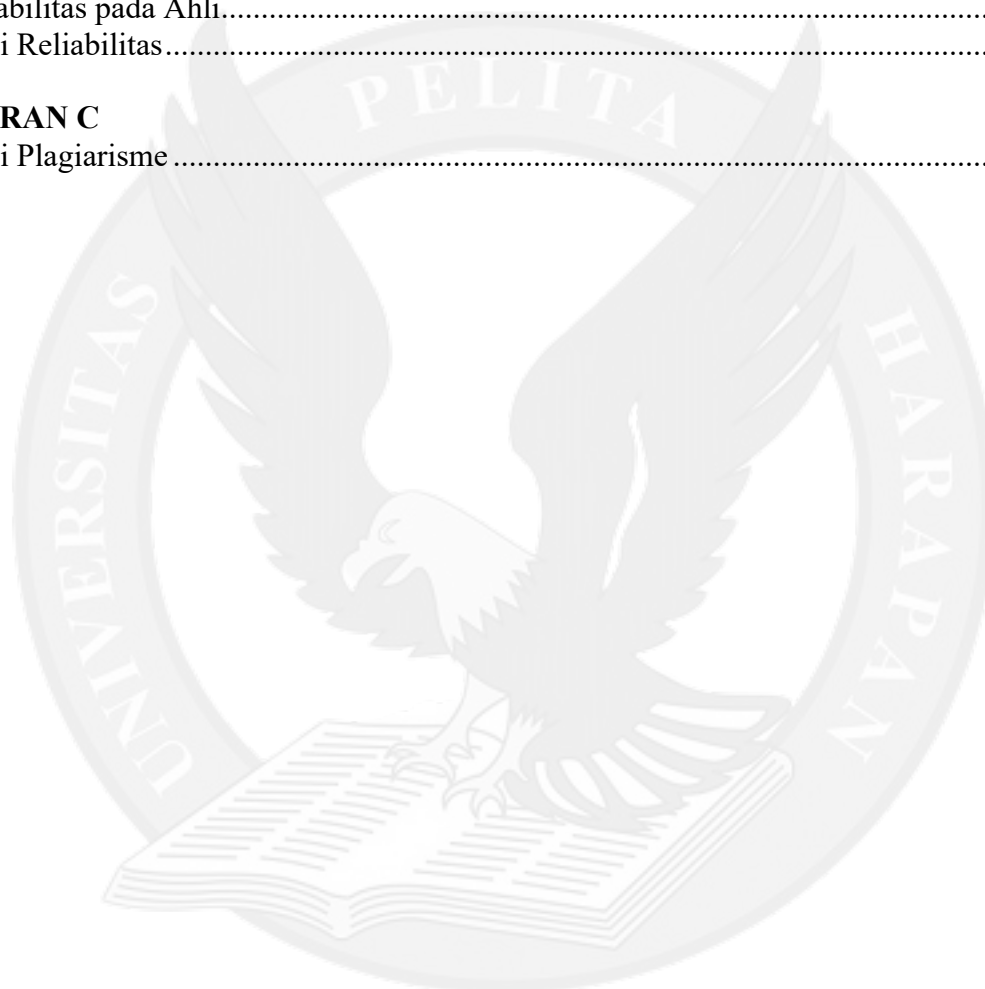 abilitas pada Ahli........................................................................................................
i Reliabilitas...............................................................................................................
RAN C
i Plagiarisme..............................................................................................................
UNIVERSITAS PELITA HARAPAN